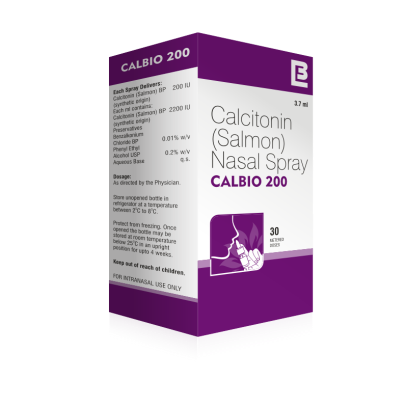 CALBIO 200
Each Spray Delivers:
Calcitonin (Salmon) BP 200 IU
(synthetic origin)
Each ml contains:
Calcitonin (Salmon) BP 2200 IU
(synthetic origin)
Preservatives
Benzalkonium
Chloride BP 0.01% w/v
Phenyl Ethyl
Alcohol USP 0.2% w/v
Aqueous Base q.s.
Dosage:
As directed by the Physician.
Store unopened bottle in
refrigerator at a temperature
between 2°C to 8°C.
Protect from freezing. Once
opened the bottle may be
stored at room temperature
below 25°C in an upright
position for upto 4 weeks.
Keep out of reach of children.
FOR INTRANASAL USE ONLY
B
3.7 ml
Calcitonin
(Salmon)
Nasal Spray
CALBIO 200
30
METERED
DOSES